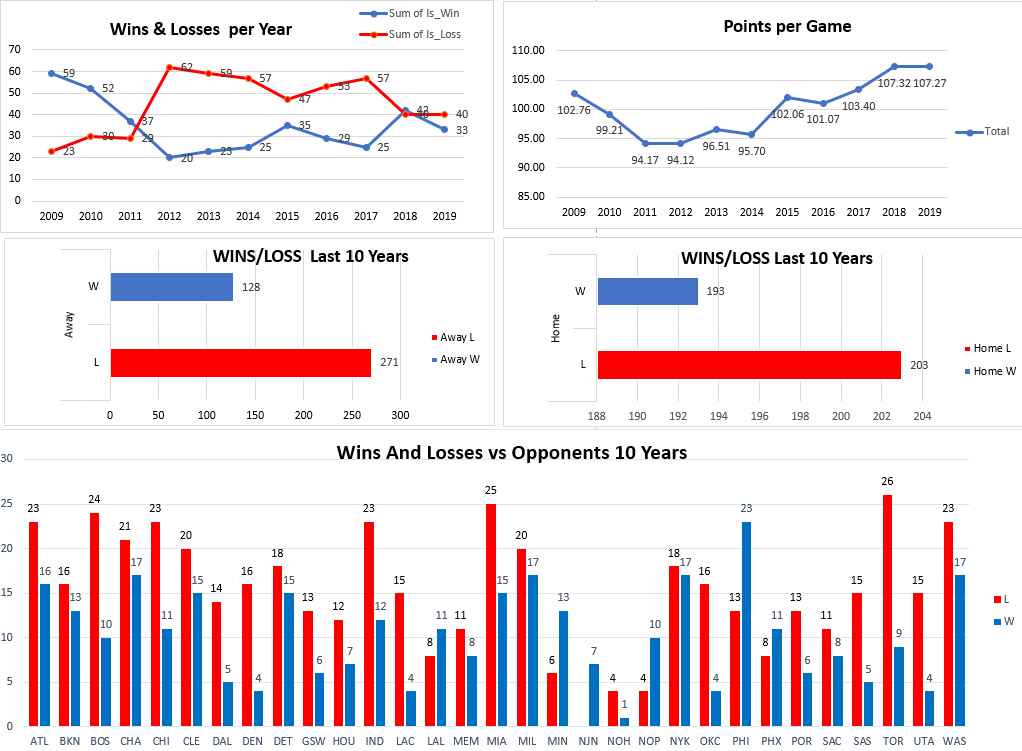 Wins & Losses per Year
Sum of Is_Win
Sum of Is_Loss
70
60
50
40
30
20
10
0
59 52 37 20 23 25 35 29 25 42 33
23 30 29 62 59 57 47 53 57 40 40
2009 2010 2011 2012 2013 2014 2015 2016 2017 2018 2019
Points per Game
110.00
105.00
100.00
95.00
90.00
85.00
102.76 99.21 94.17 94.12 96.51 95.70 102.06 101.07 103.40 107.32 107.27
Total
2009 2010 2011 2012 2013 2014 2015 2016 2017 2018 2019
WINS/LOSS Last 10 Years
Away
W
128
L
271
Away L
Away W
0 50 100 150 200 250 300
WINS/LOSS Last 10 Years
Home
W
193
L
203
Home L
Home W
188 190 192 194 196 198 200 202 204
Wins And Losses vs Opponents 10 Years
30
25
20
15
10
5
0
23 16 16 13 24 10 21 17 23 11 20 15 14 5 16 4 18 15 13 6 12 7 23 12 15 4 8 11 11 8 25 15 20 17 6 13 7 4 1 4 10 18 17 16 4 13 23 8 11 13 6 11 8 15 5 26 9 15 4 23 17
L
W
ATL BKN BOS CHA CHI CLE DAL DEN DET GSW HOU IND LAC LAL MEM MIA MIL MIN NJN NOH NOP NYK OKC PHI PHX POR SAC SAS TOR UTA WAS